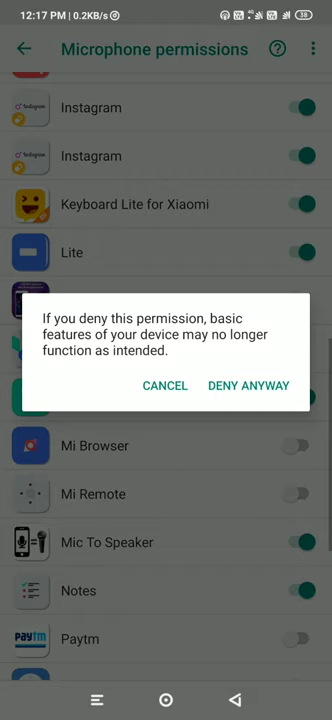 12:17 PM | 0.2KB/s
38
Microphone permissions
Instagram
Instagram
Keyboard Lite for Xiaomi
Lite
If you deny this permission, basic
features of your device may no longer
function as intended.
CANCEL DENY ANYWAY
Mi Browser
Mi Remote
Mic To Speaker
Notes
Paytm